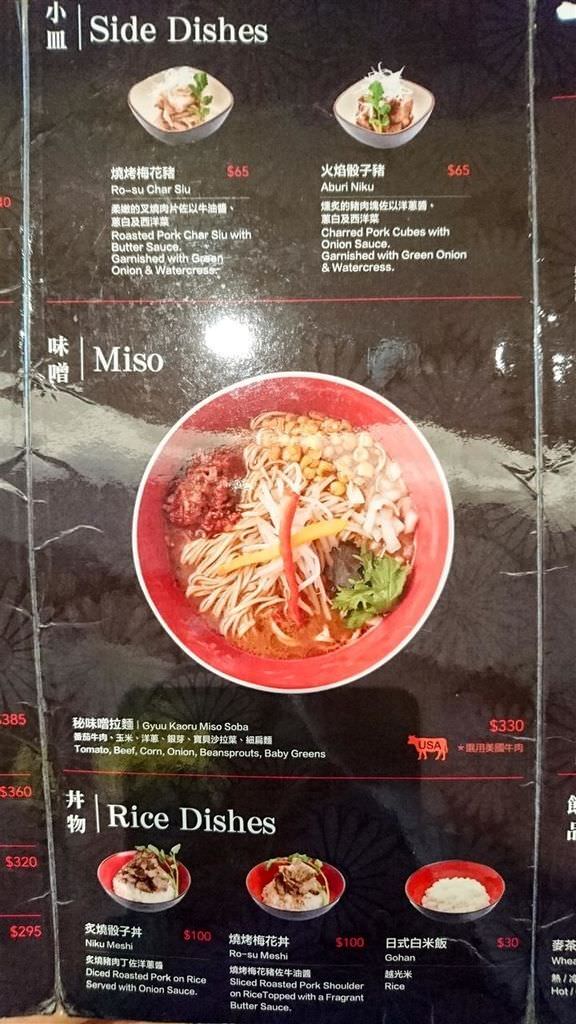 小皿 Side Dishes
燒烤梅花豬 $65
Ro-su Char Siu
柔嫩的叉燒肉片佐以牛油醬、
蔥白及西洋菜
Roasted Pork Char Siu with
Butter Sauce.
Garnished with Green
Onion & Watercress.
火焰骰子豬 $65
Aburi Niku
燻炙的豬肉塊佐以洋蔥醬、
蔥白及西洋菜
Charred Pork Cubes with
Onion Sauce.
Garnished with Green Onion
& Watercress.
味噌 Miso
秘味噌拉麵 | Gyuu Kaoru Miso Soba $330
番茄牛肉、玉米、洋蔥、銀芽、寶貝沙拉葉、細扁麵
Tomato, Beef, Corn, Onion, Beansprouts, Baby Greens
USA *選用美國牛肉
丼物 Rice Dishes
炙燒骰子丼 $100
Niku Meshi
炙燒豬肉丁佐洋蔥醬
Diced Roasted Pork on Rice
Served with Onion Sauce.
燒烤梅花丼 $100
Ro-su Meshi
燒烤梅花豬佐牛油醬
Sliced Roasted Pork Shoulder
on RiceTopped with a Fragrant
Butter Sauce.
日式白米飯 $30
Gohan
越光米
Rice
$385
$360
$320
$295
麥茶
熱 / 冷
Hot /